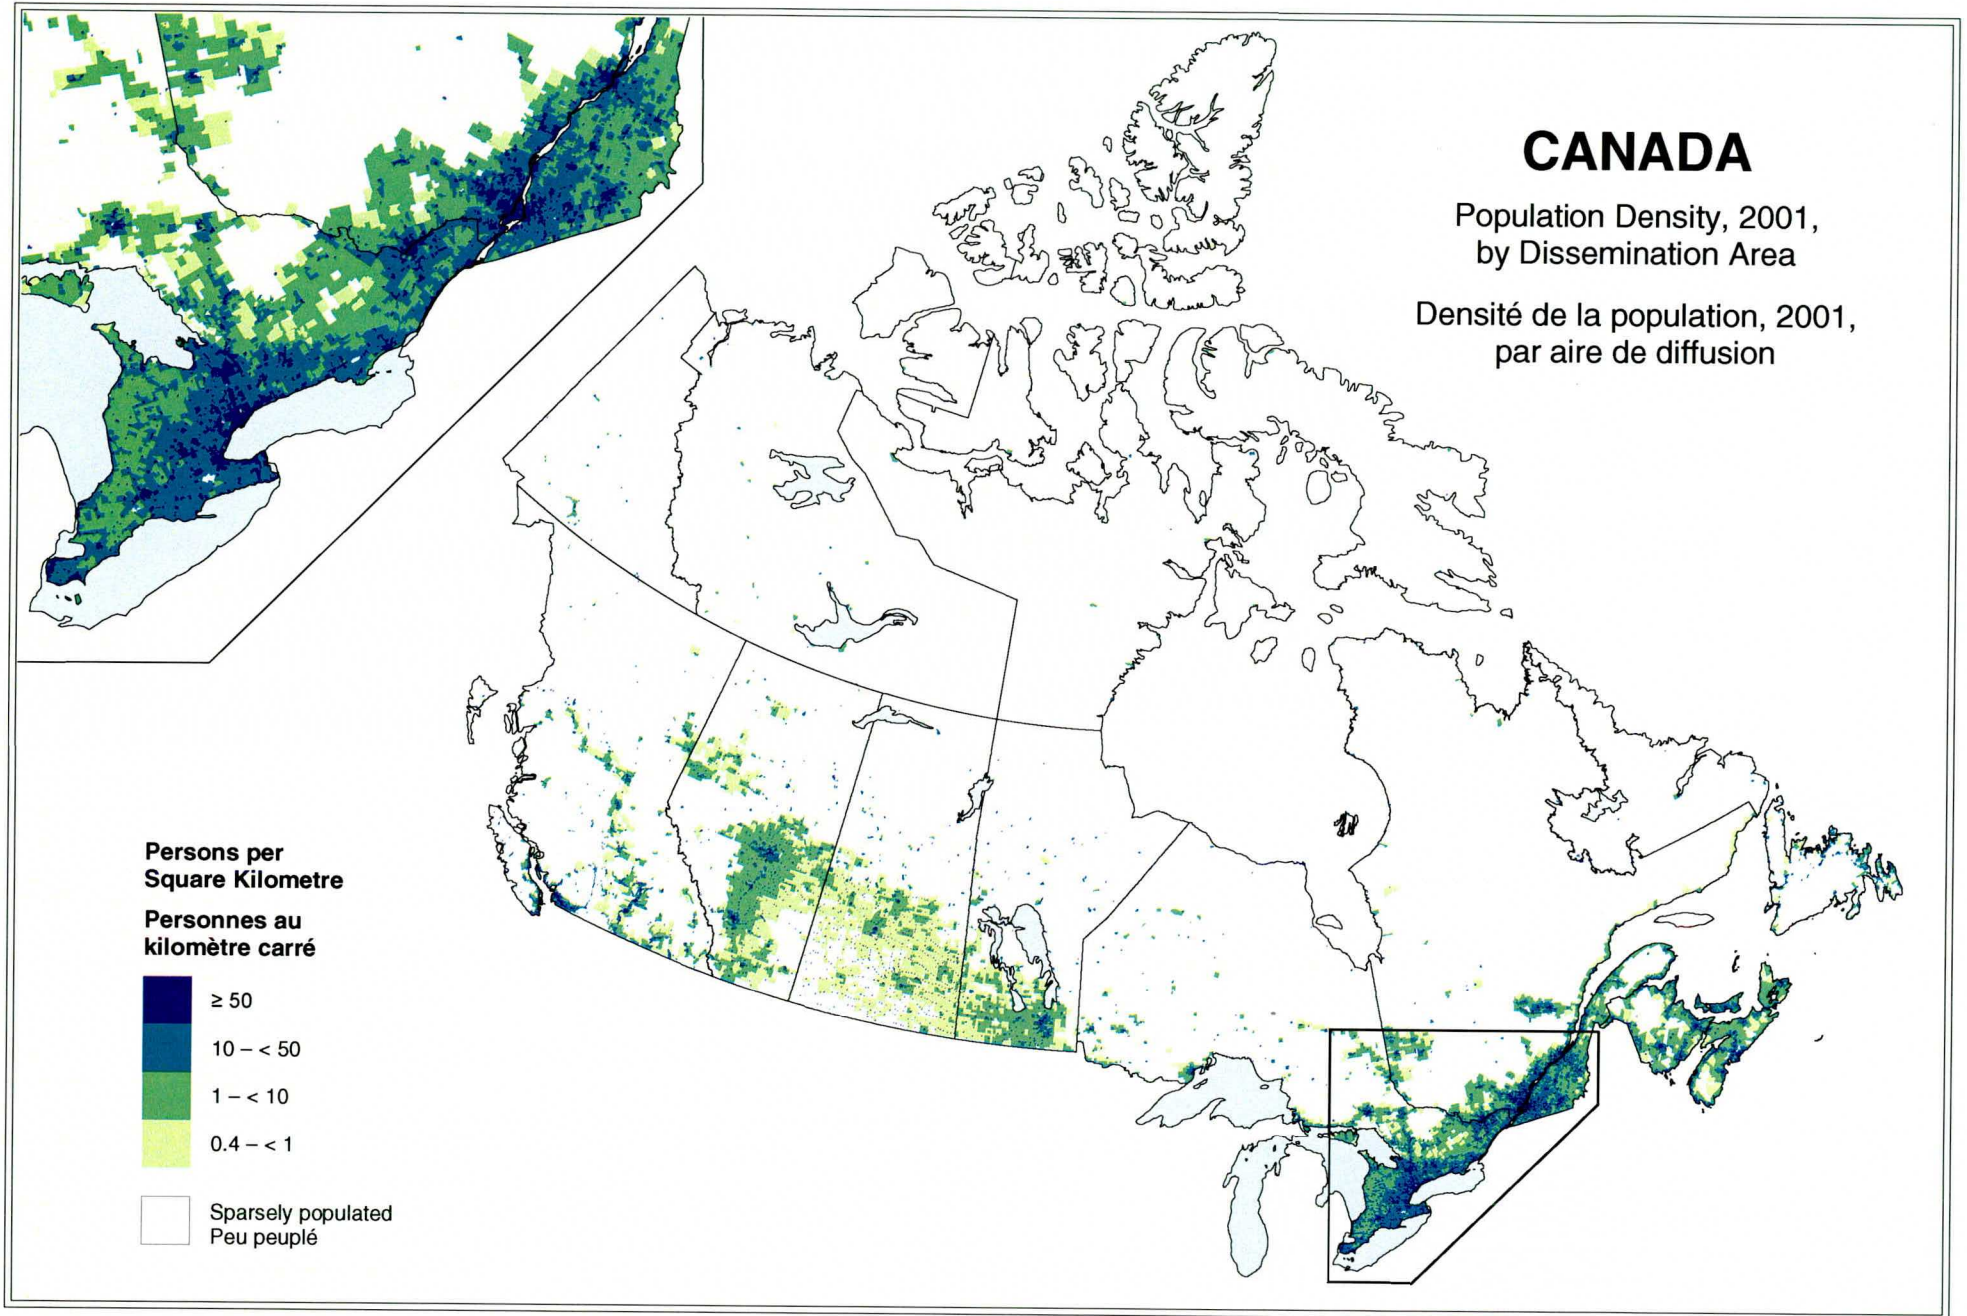 CANADA
Population Density, 2001,
by Dissemination Area
Densité de la population, 2001,
par aire de diffusion
Persons per
Square Kilometre
Personnes au
kilomètre carré
≥ 50
10 – < 50
1 – < 10
0.4 – < 1
Sparsely populated
Peu peuplé